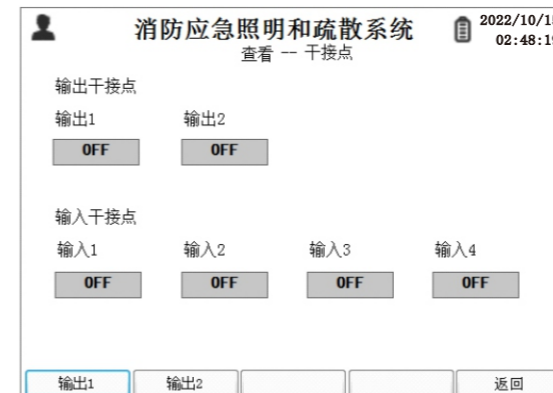 消防应急照明和疏散系统
2022/10/15
查看 -- 干接点
02:48:19
输出干接点
输出1 输出2
OFF OFF
输入干接点
输入1 输入2 输入3 输入4
OFF OFF OFF OFF
输出1 输出2 返回